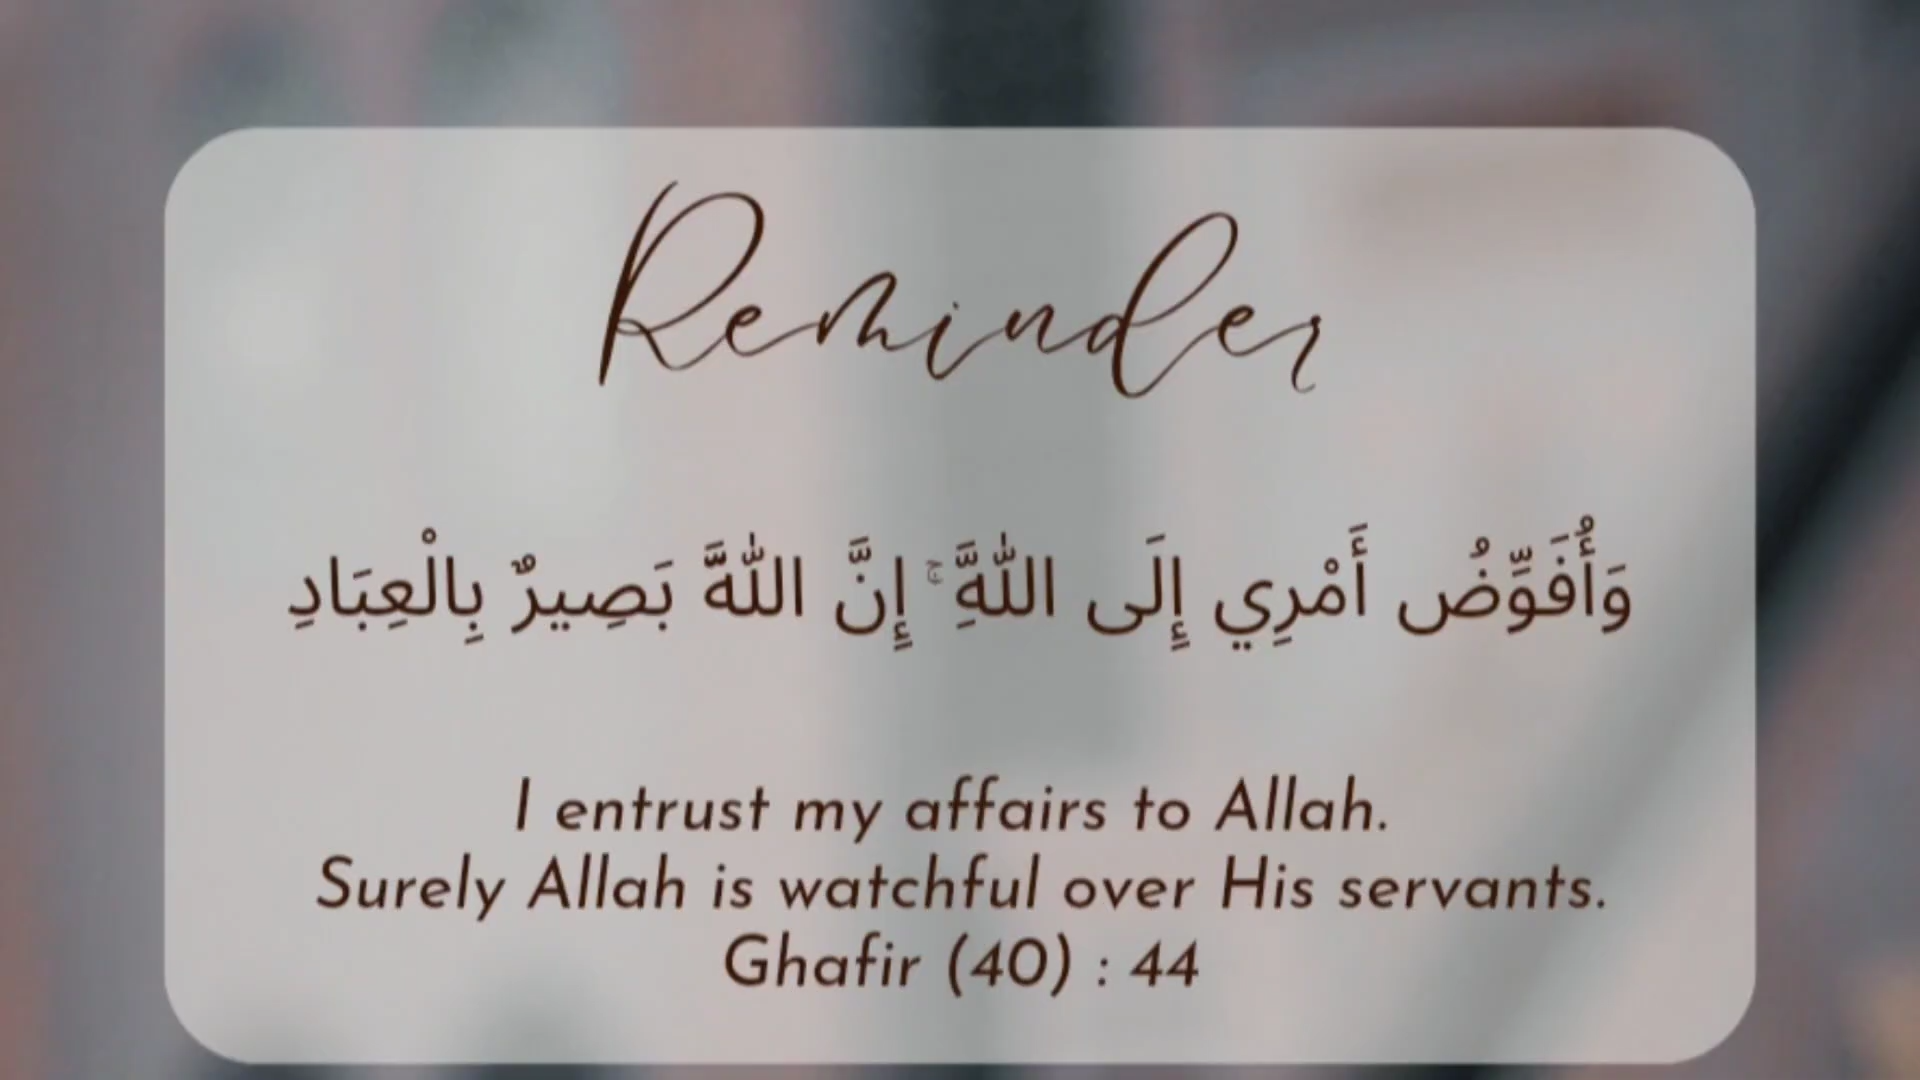 Reminder
وَأُفَوِّضُ أَمْرِي إِلَى اللَّهِ ۚ إِنَّ اللَّهَ بَصِيرٌ بِالْعِبَادِ
I entrust my affairs to Allah.
Surely Allah is watchful over His servants.
Ghafir (40) : 44